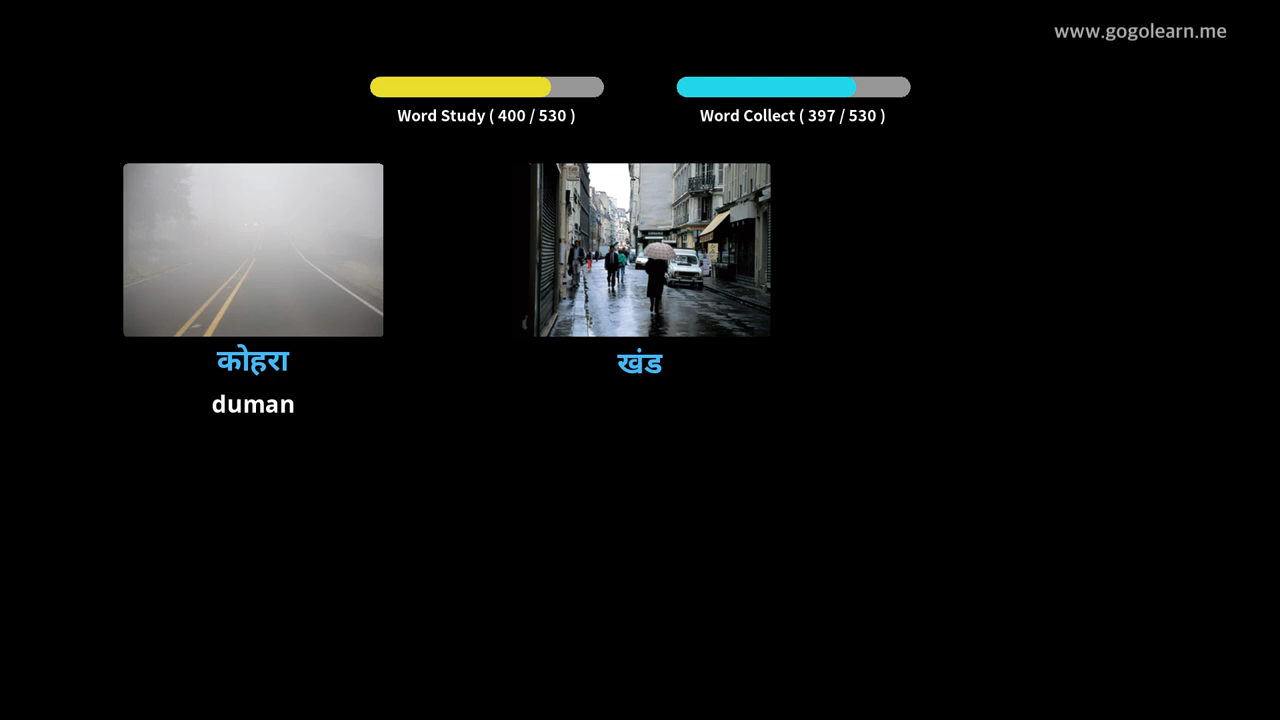 www.gogolearn.me
Word Study ( 400 / 530 )
Word Collect ( 397 / 530 )
कोहरा
खंड
duman